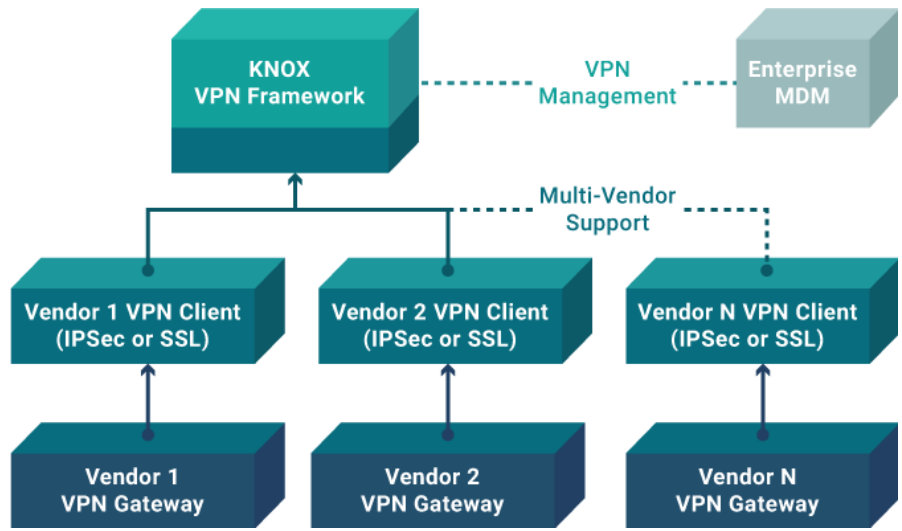 KNOX
VPN Framework
VPN
Management
Enterprise
MDM
Multi-Vendor
Support
Vendor 1 VPN Client
(IPSec or SSL)
Vendor 2 VPN Client
(IPSec or SSL)
Vendor N VPN Client
(IPSec or SSL)
Vendor 1
VPN Gateway
Vendor 2
VPN Gateway
Vendor N
VPN Gateway